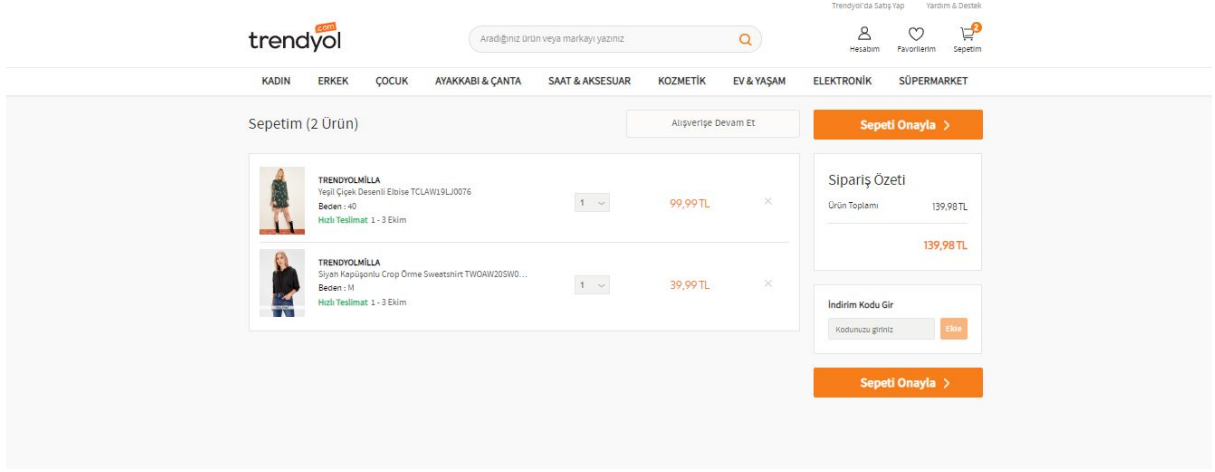 Trendyol'da Satış Yap Yardım & Destek
trendyol.com
Aradığınız ürün veya markayı yazınız
Hesabım Favorilerim Sepetim 2
KADIN ERKEK ÇOCUK AYAKKABI & ÇANTA SAAT & AKSESUAR KOZMETİK EV & YAŞAM ELEKTRONİK SÜPERMARKET
Sepetim (2 Ürün)
Alışverişe Devam Et
Sepeti Onayla
TRENDYOLMİLLA
Yeşil Çiçek Desenli Elbise TCLAW19LJ0076
Beden : 40
Hızlı Teslimat 1 - 3 Ekim
1
99,99 TL
TRENDYOLMİLLA
Siyah Kapüşonlu Crop Örme Sweatshirt TWOAW20SW0...
Beden : M
Hızlı Teslimat 1 - 3 Ekim
1
39,99 TL
Sipariş Özeti
Ürün Toplamı 139,98TL
139,98 TL
İndirim Kodu Gir
Kodunuzu giriniz
Ekle
Sepeti Onayla